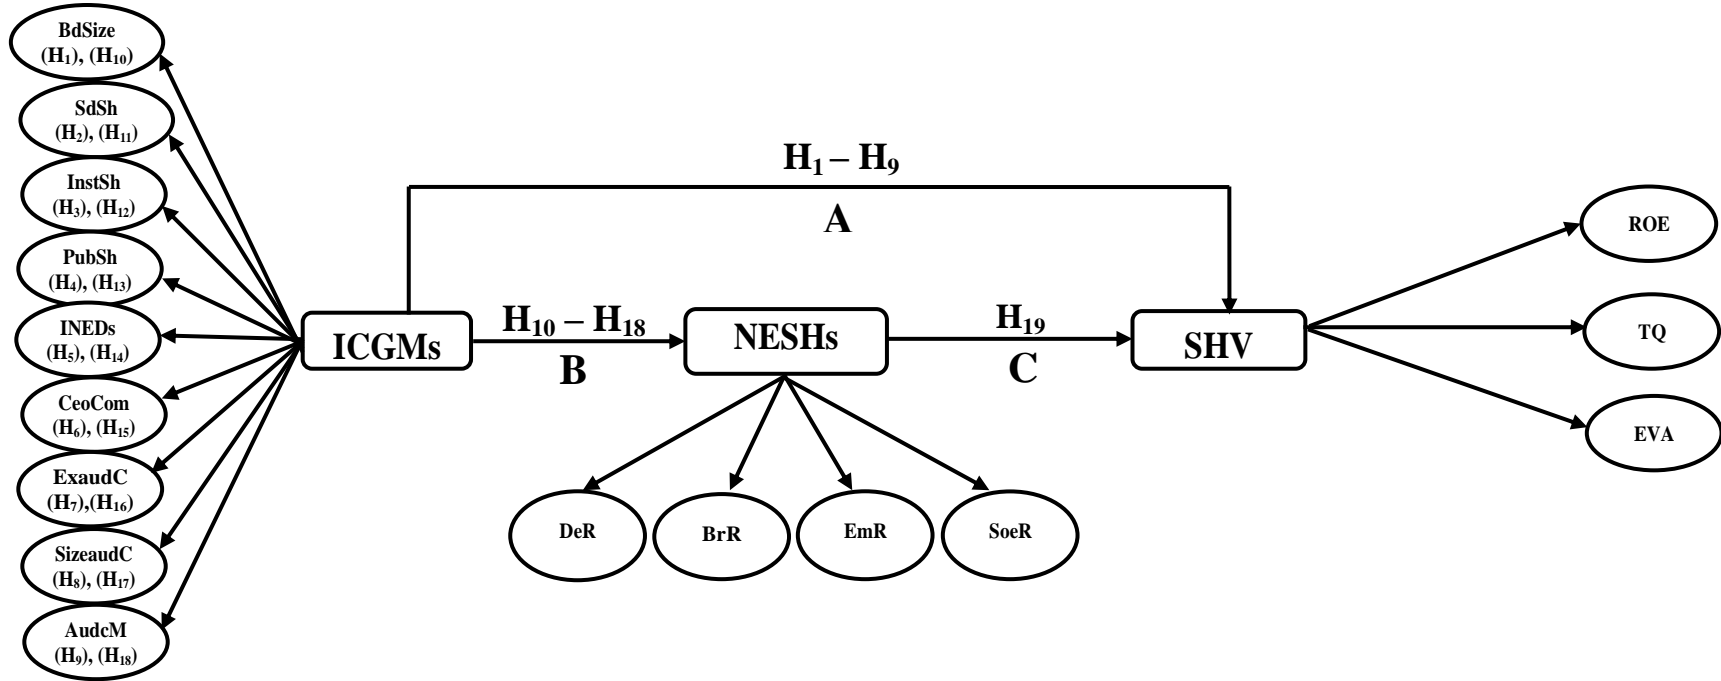 BdSize
(H₁), (H₁₀)
SdSh
(H₂), (H₁₁)
InstSh
(H₃), (H₁₂)
PubSh
(H₄), (H₁₃)
INEDs
(H₅), (H₁₄)
CeoCom
(H₆), (H₁₅)
ExaudC
(H₇),(H₁₆)
SizeaudC
(H₈), (H₁₇)
AudcM
(H₉), (H₁₈)
ICGMs
H₁ – H₉
A
H₁₀ – H₁₈
B
NESHs
H₁₉
C
SHV
DeR
BrR
EmR
SoeR
ROE
TQ
EVA